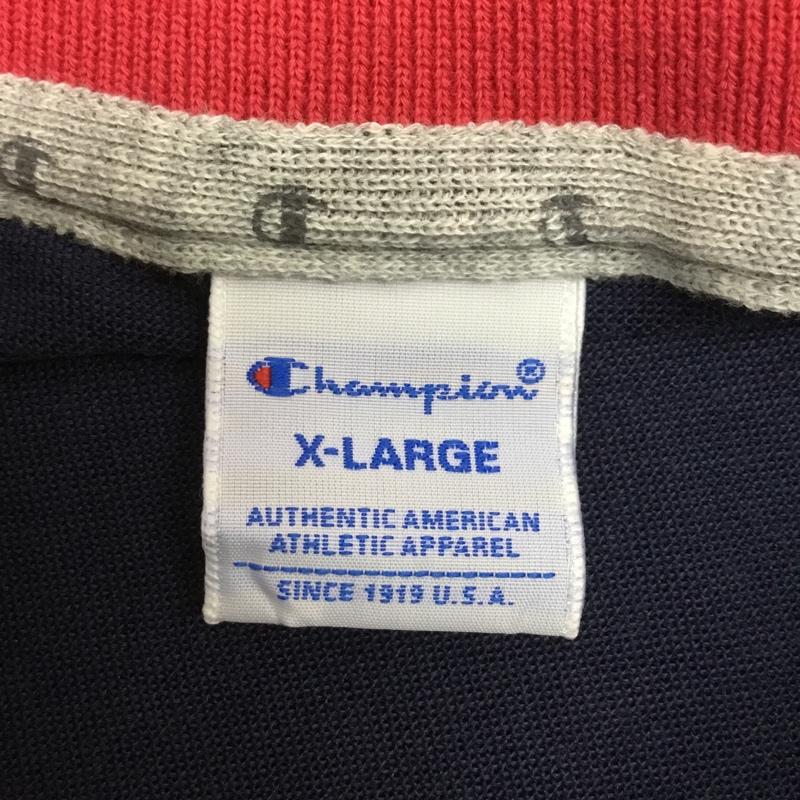 Champion®
X-LARGE
AUTHENTIC AMERICAN
ATHLETIC APPAREL
SINCE 1919 U.S.A.